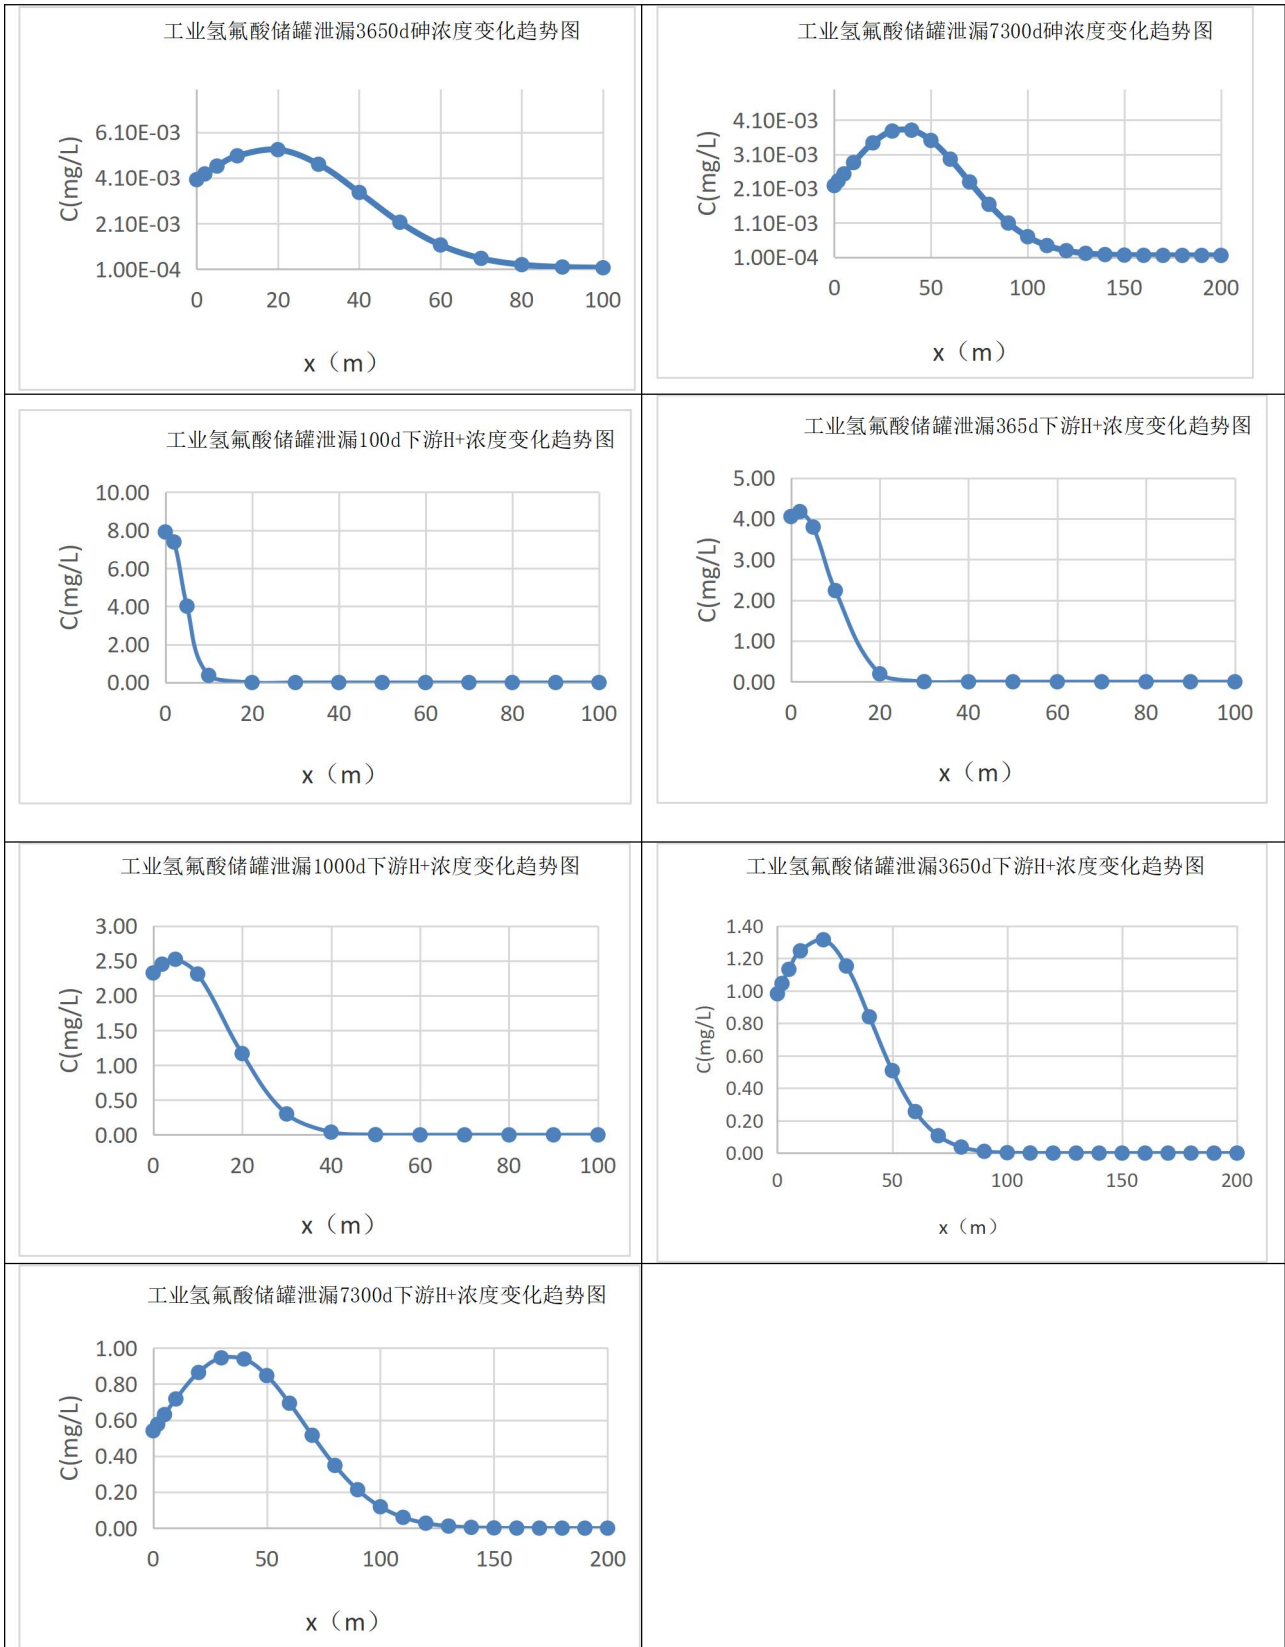 工业氢氟酸储罐泄漏3650d砷浓度变化趋势图
C(mg/L)
6.10E-03
4.10E-03
2.10E-03
1.00E-04
0 20 40 60 80 100
x（m）
工业氢氟酸储罐泄漏7300d砷浓度变化趋势图
C(mg/L)
4.10E-03
3.10E-03
2.10E-03
1.10E-03
1.00E-04
0 50 100 150 200
x（m）
工业氢氟酸储罐泄漏100d下游H+浓度变化趋势图
C(mg/L)
10.00
8.00
6.00
4.00
2.00
0.00
0 20 40 60 80 100
x（m）
工业氢氟酸储罐泄漏365d下游H+浓度变化趋势图
C(mg/L)
5.00
4.00
3.00
2.00
1.00
0.00
0 20 40 60 80 100
x（m）
工业氢氟酸储罐泄漏1000d下游H+浓度变化趋势图
C(mg/L)
3.00
2.50
2.00
1.50
1.00
0.50
0.00
0 20 40 60 80 100
x（m）
工业氢氟酸储罐泄漏3650d下游H+浓度变化趋势图
C(mg/L)
1.40
1.20
1.00
0.80
0.60
0.40
0.20
0.00
0 50 100 150 200
x（m）
工业氢氟酸储罐泄漏7300d下游H+浓度变化趋势图
C(mg/L)
1.00
0.80
0.60
0.40
0.20
0.00
0 50 100 150 200
x（m）